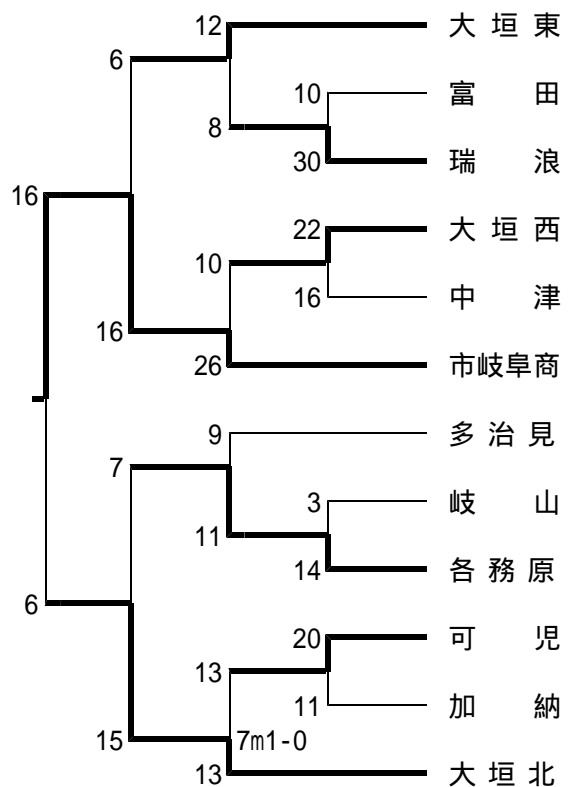 12 大垣東
6
10 富田
8
30 瑞浪
16
22 大垣西
10
16 中津
16
26 市岐阜商
9 多治見
7
3 岐山
11
14 各務原
6
20 可児
13
11 加納
15 7m1-0
13 大垣北